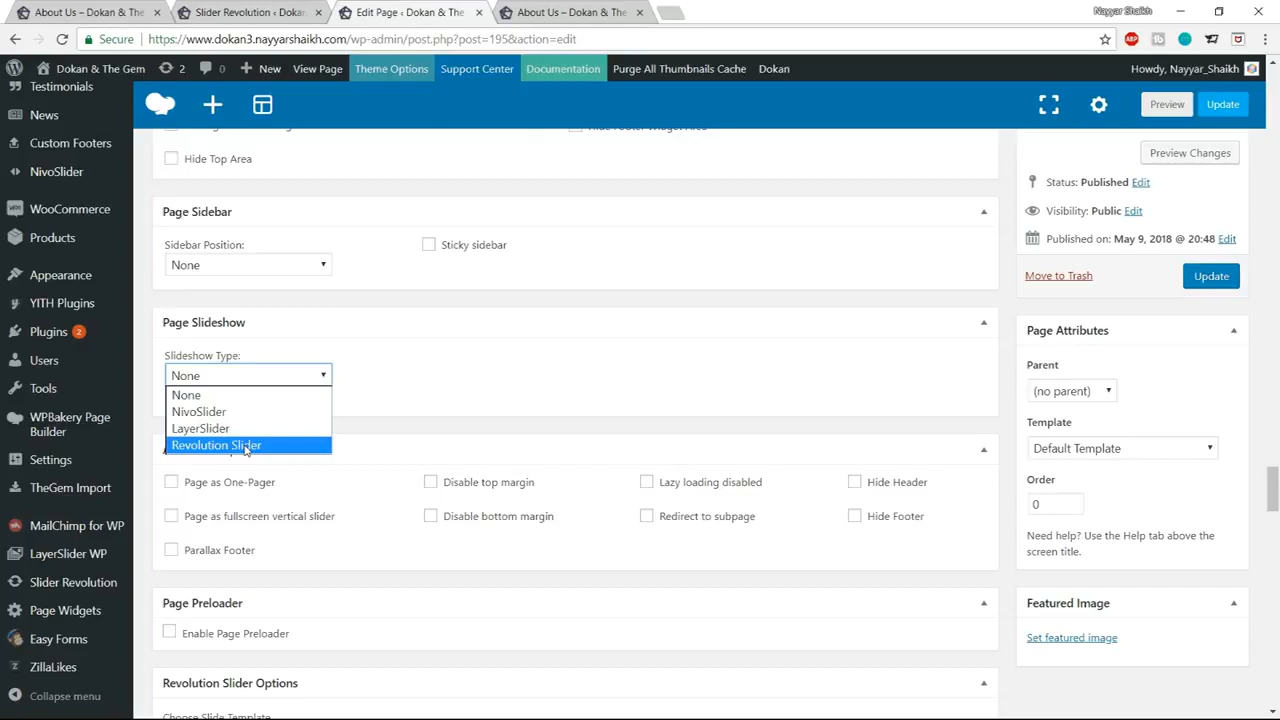 About Us – Dokan & The
Slider Revolution ‹ Dokan
Edit Page ‹ Dokan & The
About Us – Dokan & The
Nayyar Shaikh
Secure
https://www.dokan3.nayyarshaikh.com/wp-admin/post.php?post=195&action=edit
Dokan & The Gem
2
0
New
View Page
Theme Options
Support Center
Documentation
Purge All Thumbnails Cache
Dokan
Howdy, Nayyar_Shaikh
Testimonials
News
Custom Footers
NivoSlider
WooCommerce
Products
Appearance
YITH Plugins
Plugins 2
Users
Tools
WPBakery Page
Builder
Settings
TheGem Import
MailChimp for WP
LayerSlider WP
Slider Revolution
Page Widgets
Easy Forms
ZillaLikes
Collapse menu
Preview
Update
Hide Footer Widget Area
Hide Top Area
Page Sidebar
Sidebar Position:
None
Sticky sidebar
Page Slideshow
Slideshow Type:
None
None
NivoSlider
LayerSlider
Revolution Slider
Page as One-Pager
Disable top margin
Lazy loading disabled
Hide Header
Page as fullscreen vertical slider
Disable bottom margin
Redirect to subpage
Hide Footer
Parallax Footer
Page Preloader
Enable Page Preloader
Revolution Slider Options
Choose Slide Template
Preview Changes
Status: Published Edit
Visibility: Public Edit
Published on: May 9, 2018 @ 20:48 Edit
Move to Trash
Update
Page Attributes
Parent
(no parent)
Template
Default Template
Order
0
Need help? Use the Help tab above the
screen title.
Featured Image
Set featured image